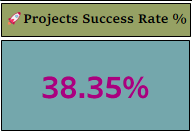 🚀Projects Success Rate %
38.35%